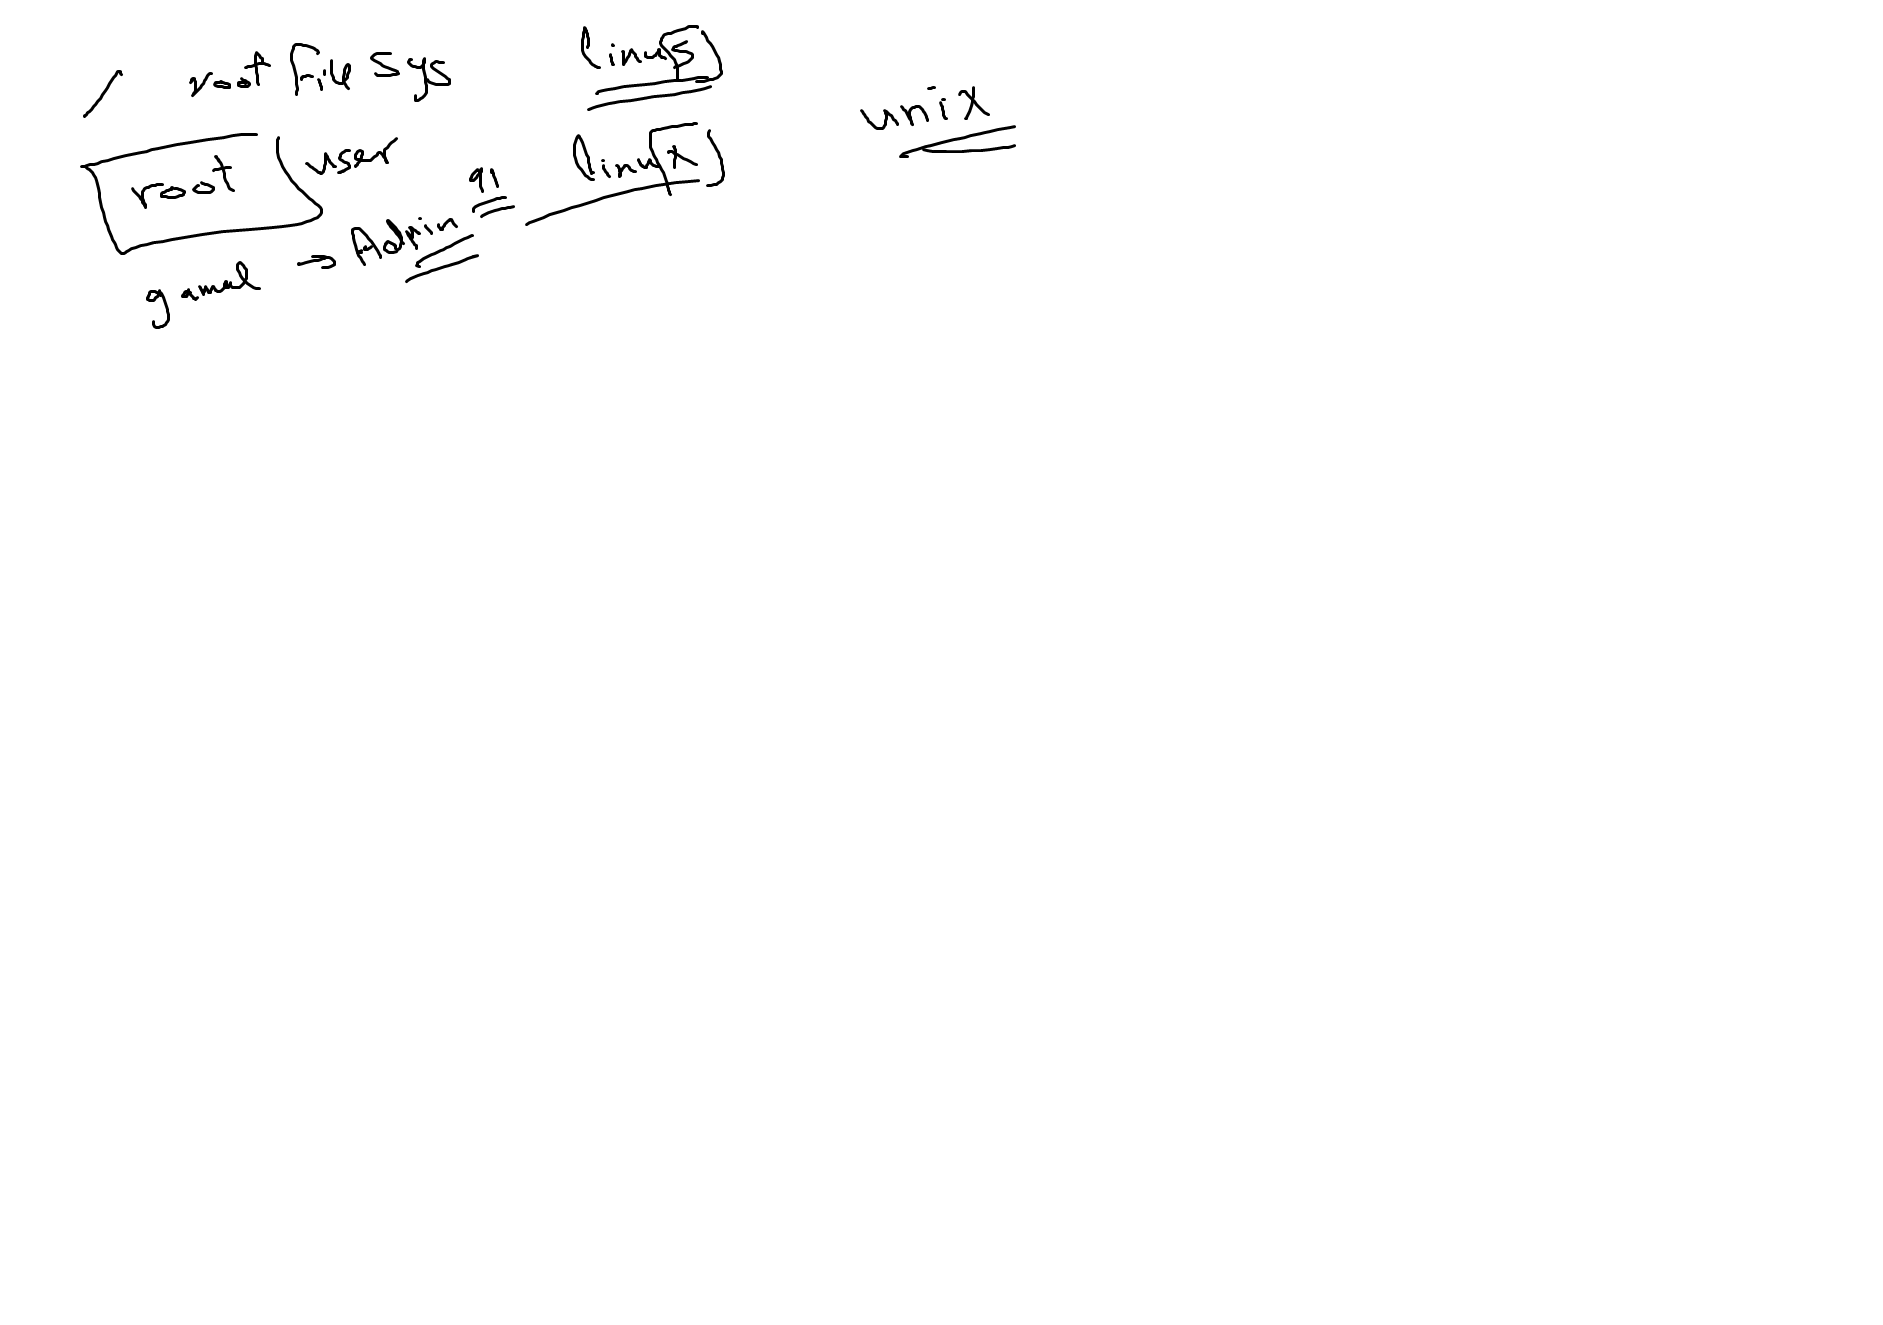 / root File Sys
linus
unix
root user
linux
91
gamal → Admin